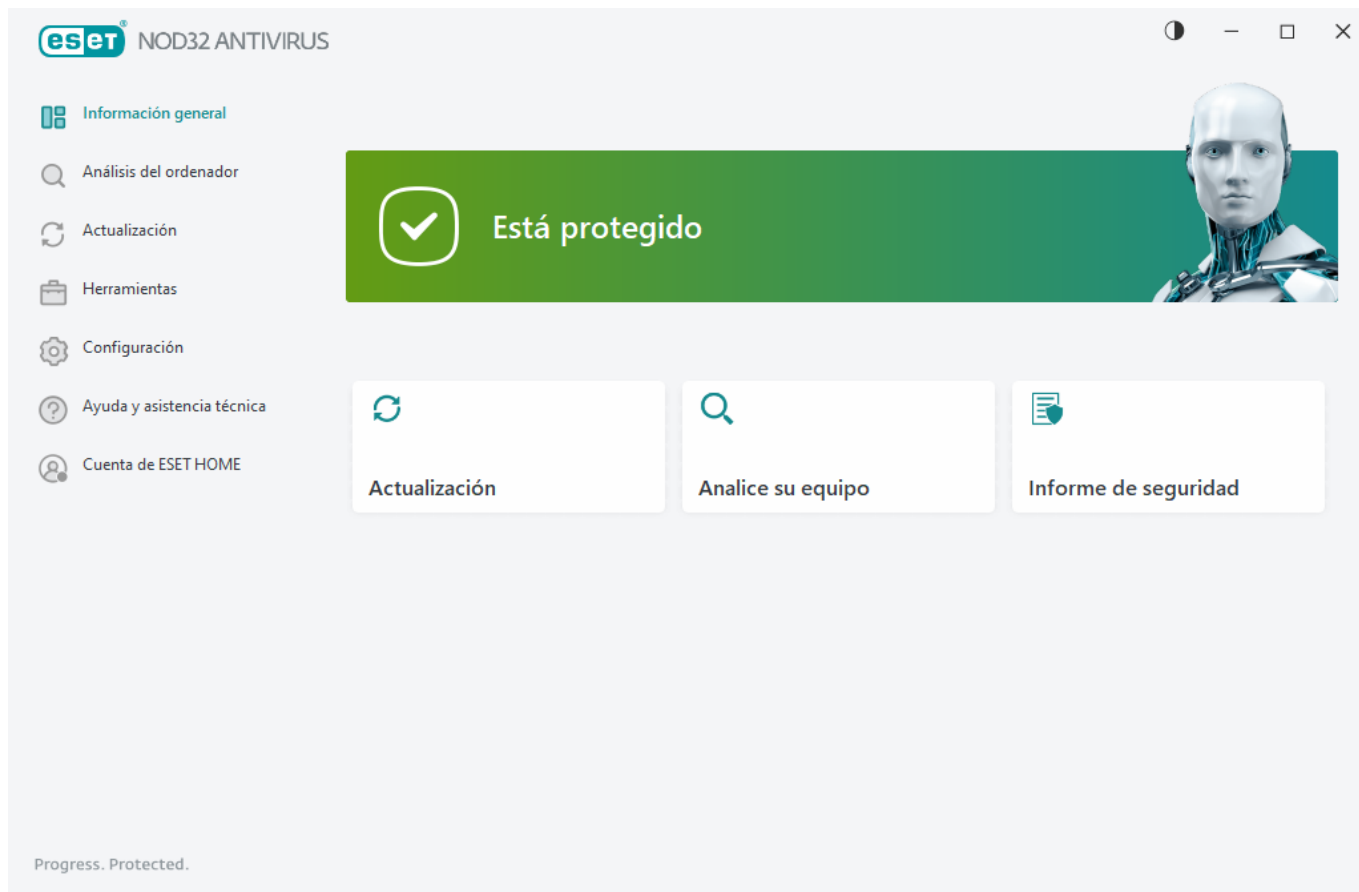 eset® NOD32 ANTIVIRUS
Información general
Análisis del ordenador
Actualización
Herramientas
Configuración
Ayuda y asistencia técnica
Cuenta de ESET HOME
Está protegido
Actualización
Analice su equipo
Informe de seguridad
Progress. Protected.